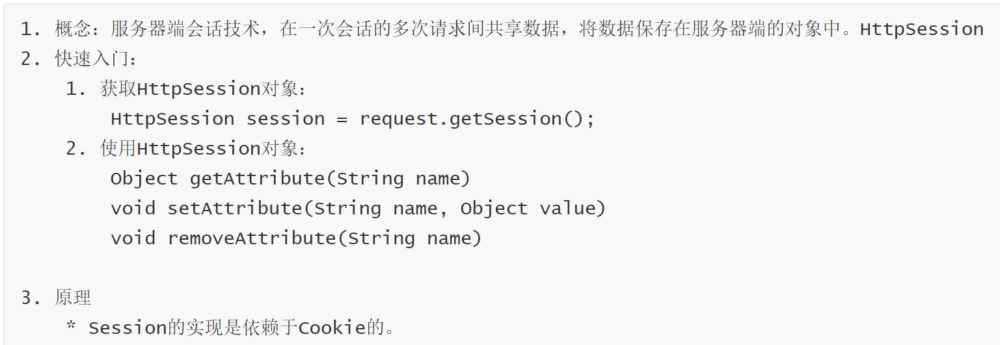 1. 概念：服务器端会话技术，在一次会话的多次请求间共享数据，将数据保存在服务器端的对象中。HttpSession
2. 快速入门：
1. 获取HttpSession对象：
HttpSession session = request.getSession();
2. 使用HttpSession对象：
Object getAttribute(String name)
void setAttribute(String name, Object value)
void removeAttribute(String name)
3. 原理
* Session的实现是依赖于Cookie的。